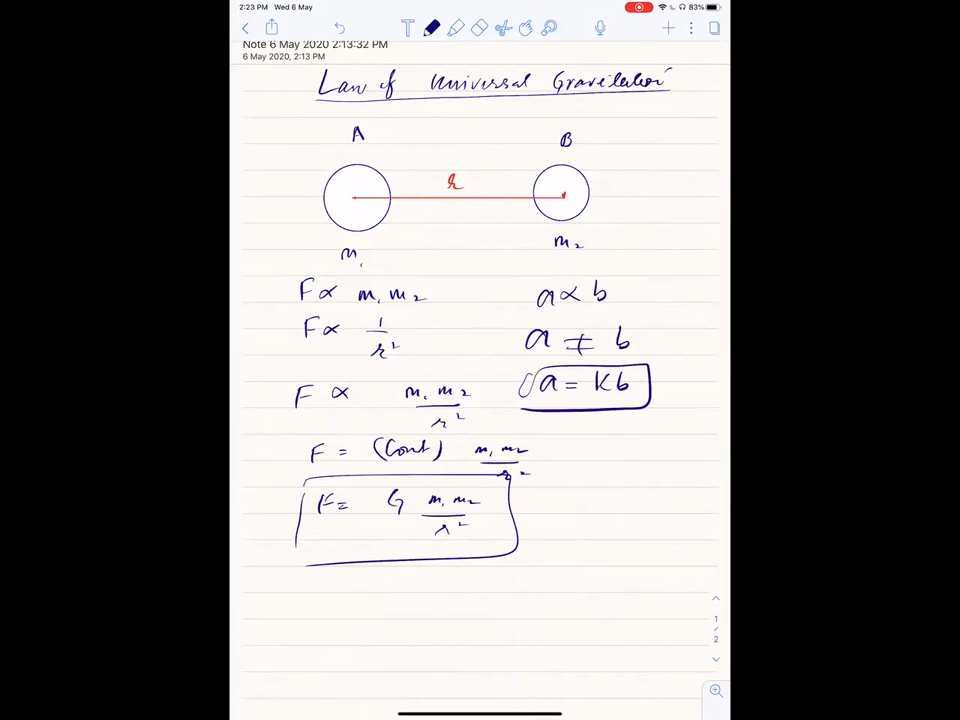 2:23 PM Wed 6 May 83%
Note 6 May 2020 2:13:32 PM
6 May 2020, 2:13 PM
Law of Universal Gravitation
A B
r
m₁ m₂
F ∝ m₁ m₂ a ∝ b
F ∝ 1/r² a ≠ b
F ∝ m₁ m₂/r² a = Kb
F = (Const) m₁ m₂/r²
F = G m₁ m₂/r²
1
/
2